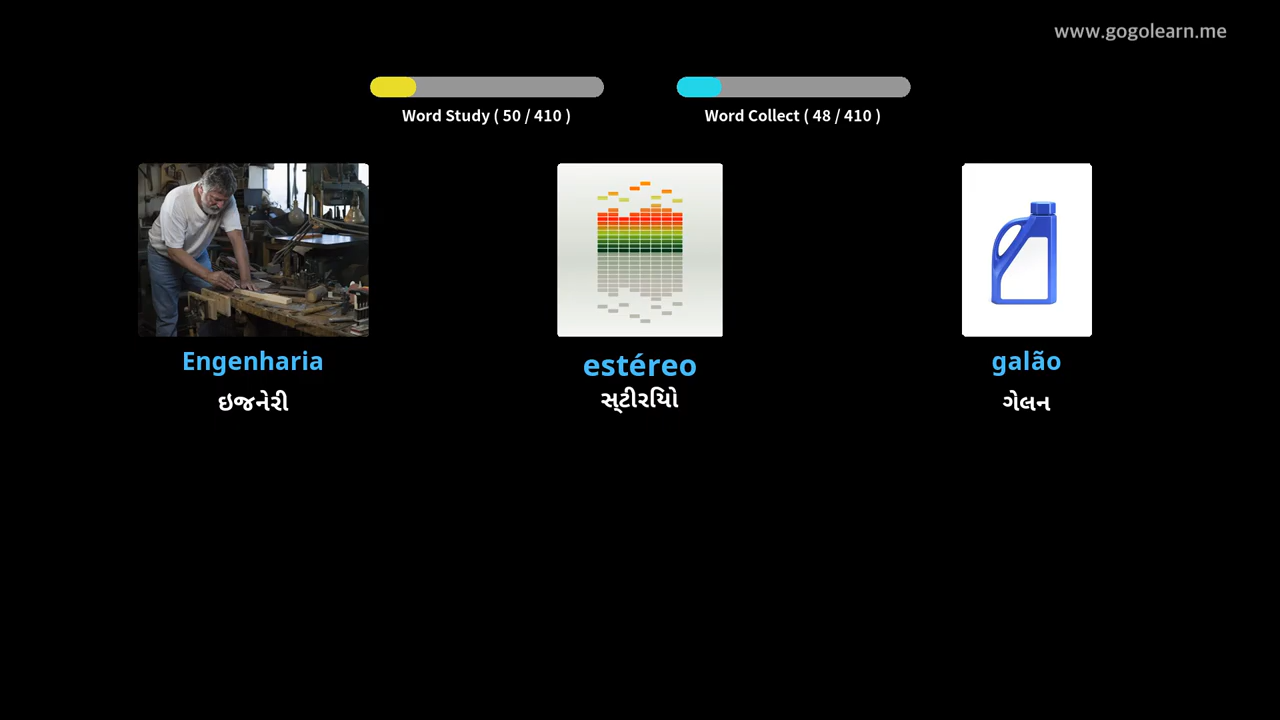 www.gogolearn.me
Word Study ( 50 / 410 )
Word Collect ( 48 / 410 )
Engenharia
estéreo
galão
ઇજનેરી
સ્ટીરિયો
ગેલન